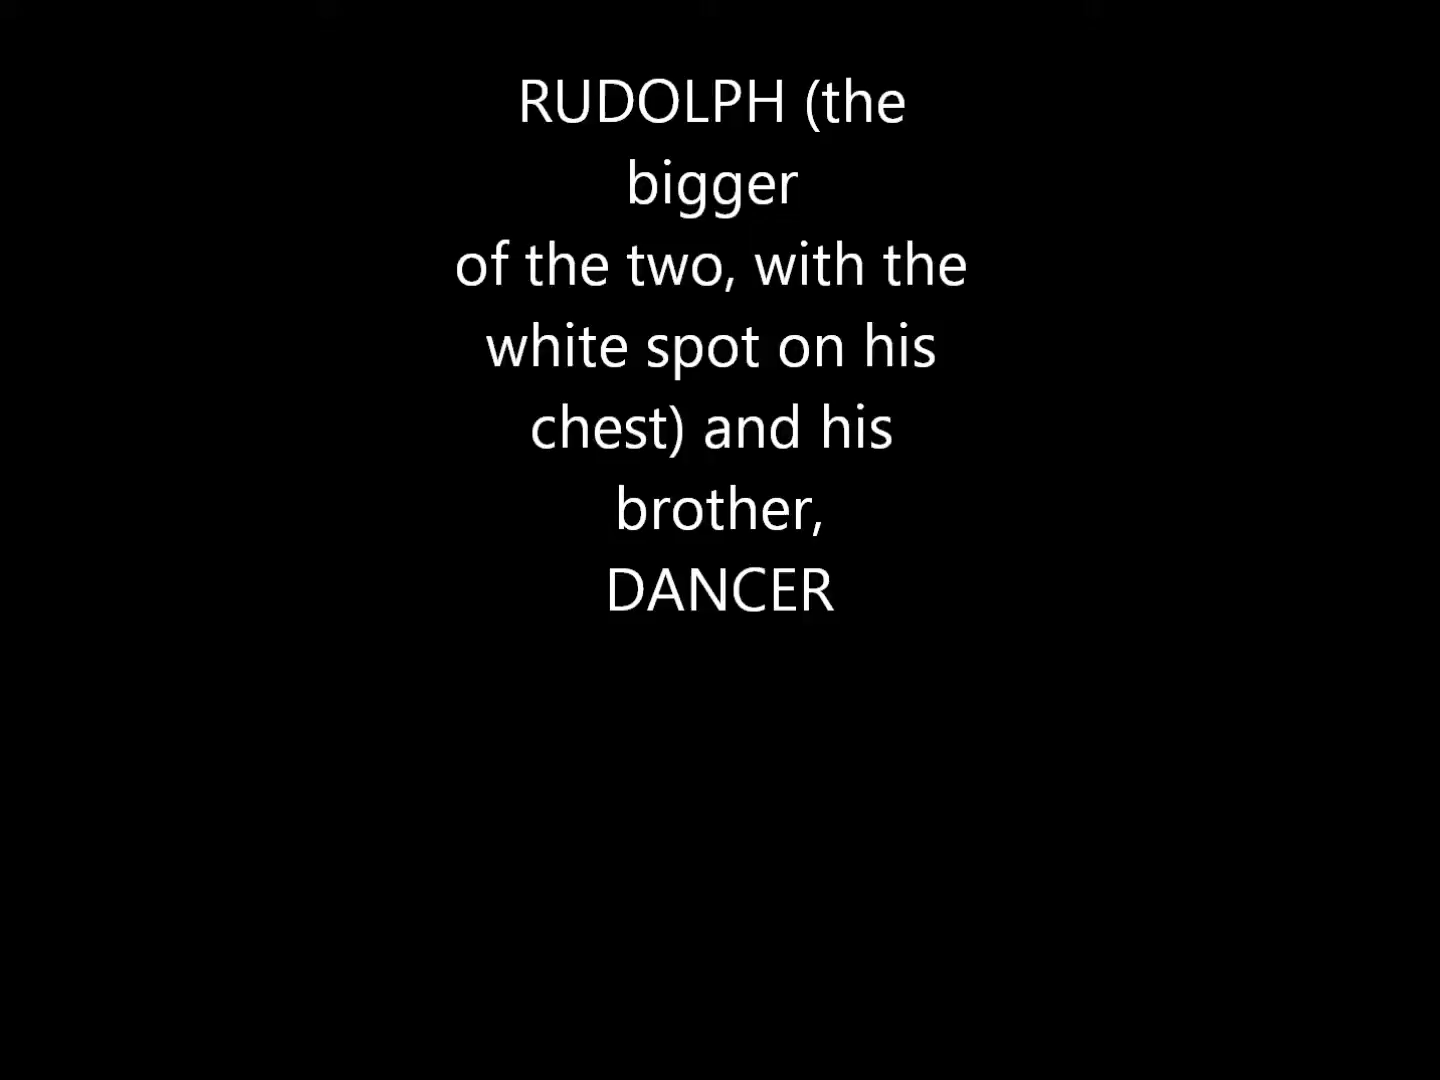 RUDOLPH (the
bigger
of the two, with the
white spot on his
chest) and his
brother,
DANCER